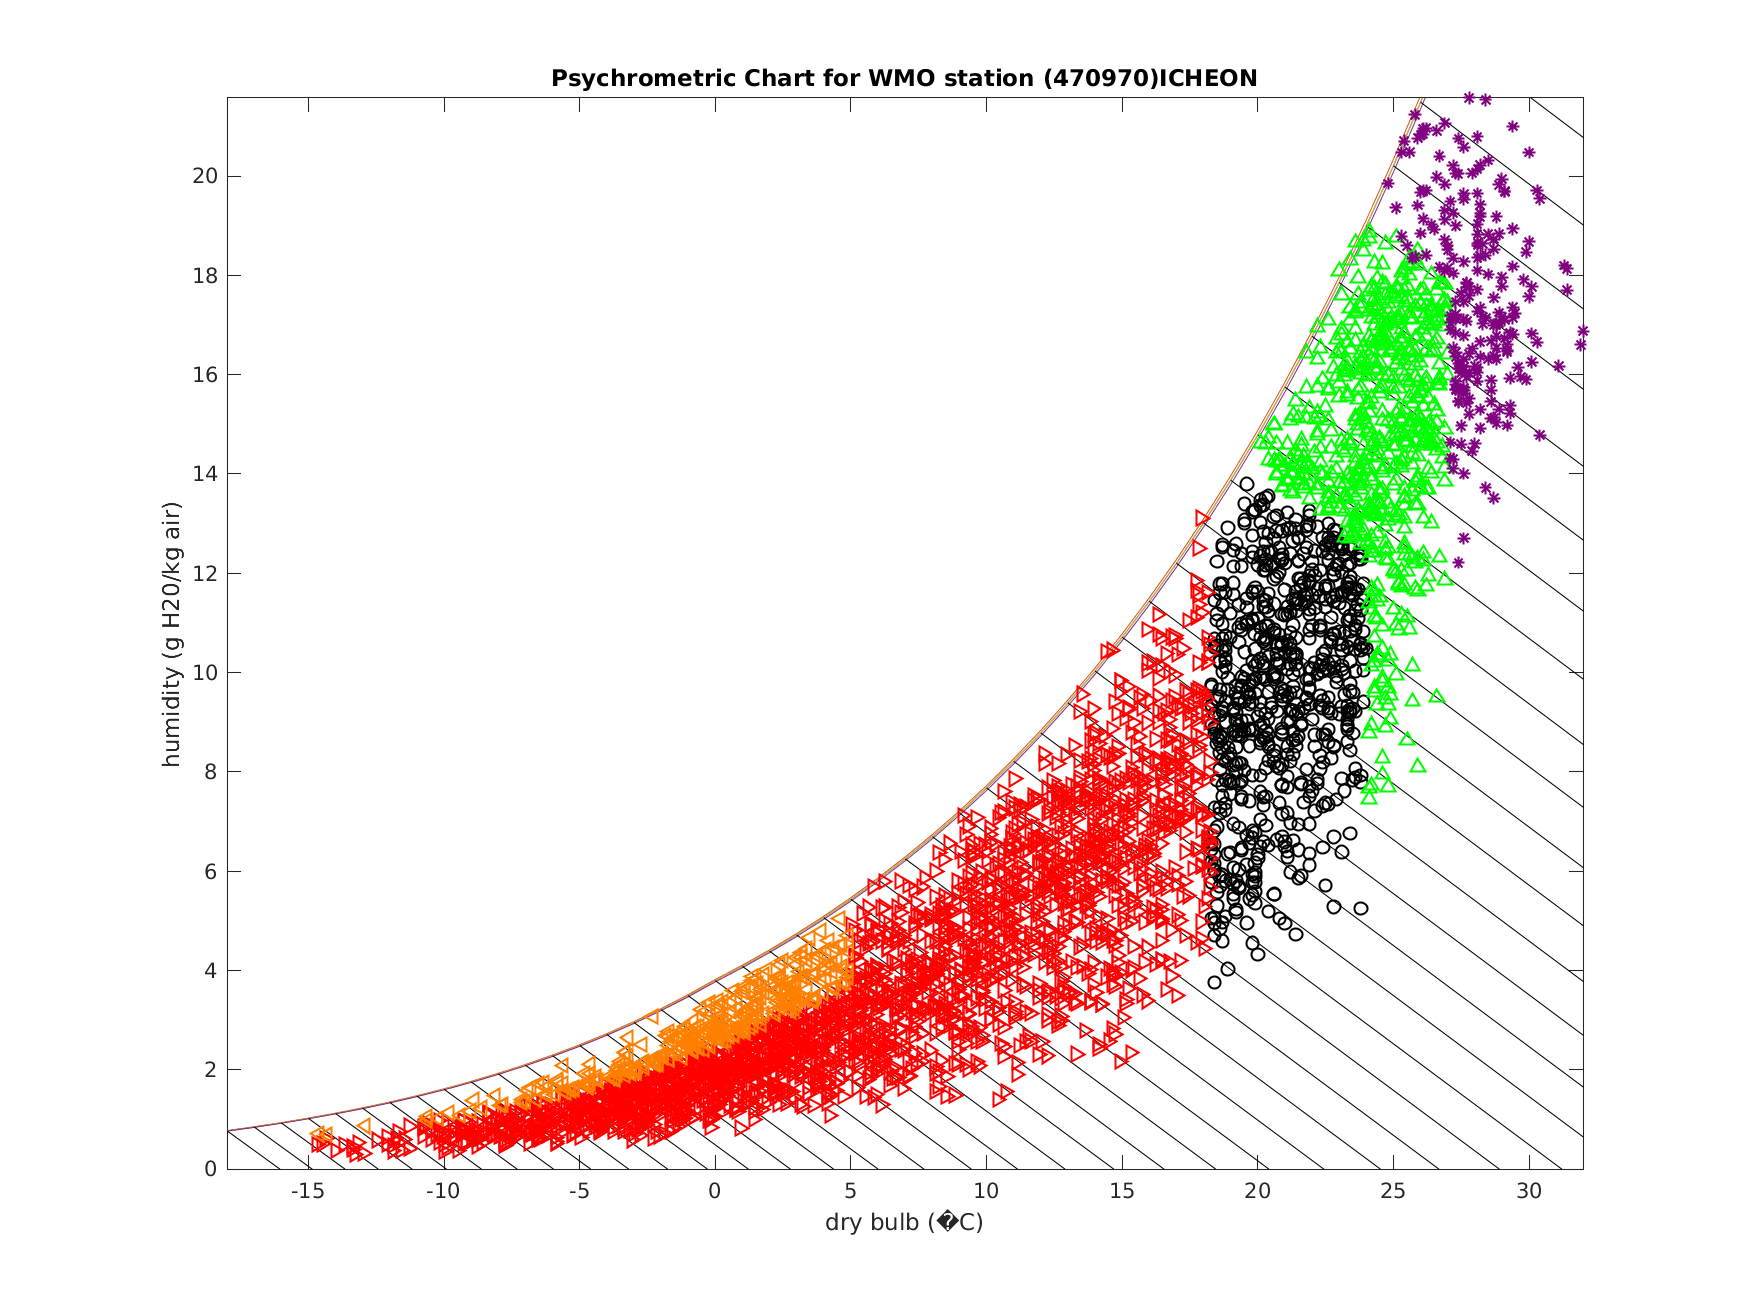 Psychrometric Chart for WMO station (470970)ICHEON
humidity (g H20/kg air)
20
18
16
14
12
10
8
6
4
2
0
-15 -10 -5 0 5 10 15 20 25 30
dry bulb (�C)